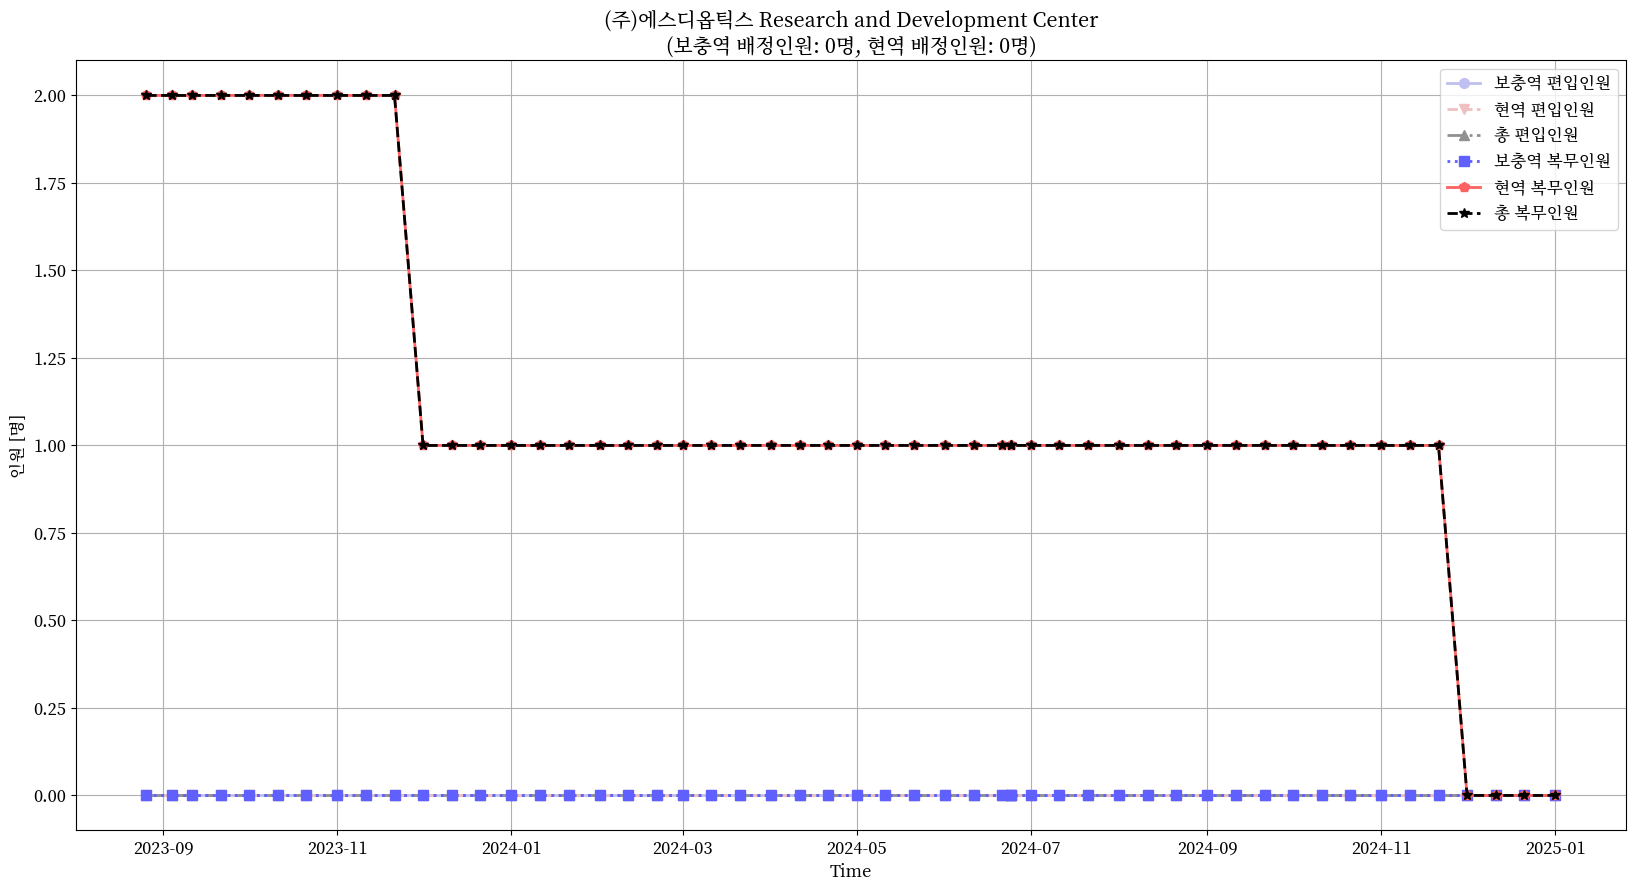 (주)에스디옵틱스 Research and Development Center
(보충역 배정인원: 0명, 현역 배정인원: 0명)
보충역 편입인원
현역 편입인원
총 편입인원
보충역 복무인원
현역 복무인원
총 복무인원
인원 [명]
2.00
1.75
1.50
1.25
1.00
0.75
0.50
0.25
0.00
2023-09
2023-11
2024-01
2024-03
2024-05
2024-07
2024-09
2024-11
2025-01
Time